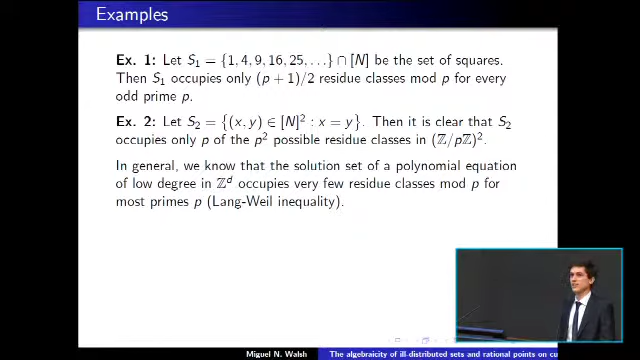 Examples
Ex. 1: Let S₁ = {1, 4, 9, 16, 25, . . .} ∩ [N] be the set of squares.
Then S₁ occupies only (p + 1)/2 residue classes mod p for every
odd prime p.
Ex. 2: Let S₂ = {(x, y) ∈ [N]² : x = y}. Then it is clear that S₂
occupies only p of the p² possible residue classes in (ℤ/pℤ)².
In general, we know that the solution set of a polynomial equation
of low degree in ℤᵈ occupies very few residue classes mod p for
most primes p (Lang-Weil inequality).
Miguel N. Walsh
The algebraicity of ill-distributed sets and rational points on cu